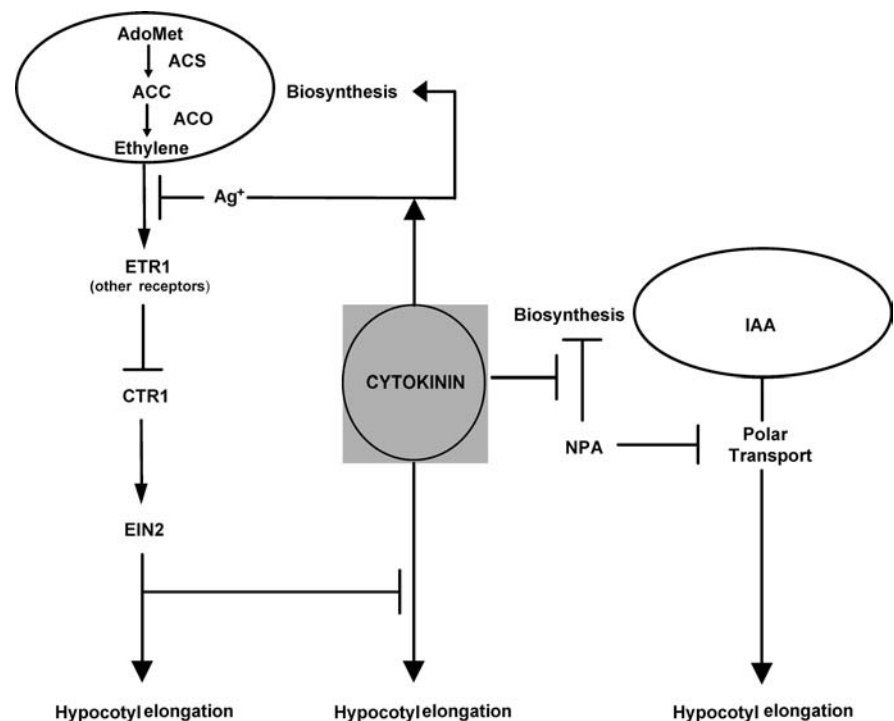 AdoMet
ACS
ACC
ACO
Ethylene
Biosynthesis
Ag⁺
ETR1
(other receptors)
CTR1
EIN2
CYTOKININ
Biosynthesis
IAA
NPA
Polar
Transport
Hypocotyl elongation
Hypocotyl elongation
Hypocotyl elongation